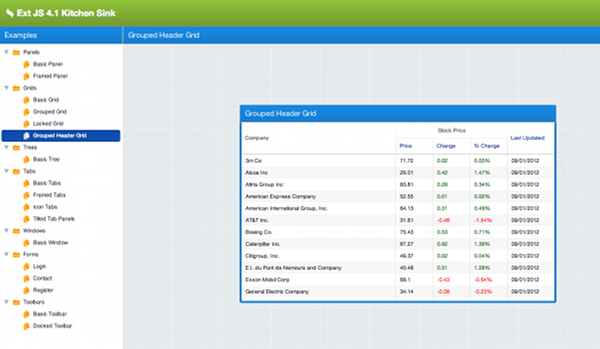 Ext JS 4.1 Kitchen Sink
Examples
Panels
Basic Panel
Framed Panel
Grids
Basic Grid
Grouped Grid
Locked Grid
Grouped Header Grid
Trees
Basic Tree
Tabs
Basic Tabs
Framed Tabs
Icon Tabs
Titled Tab Panels
Windows
Basic Window
Forms
Login
Contact
Register
Toolbars
Basic Toolbar
Docked Toolbar
Grouped Header Grid
Grouped Header Grid
Company Stock Price Last Updated
Price Change % Change
3m Co 71.72 0.02 0.03% 09/01/2012
Alcoa Inc 29.01 0.42 1.47% 09/01/2012
Altria Group Inc 83.81 0.28 0.34% 09/01/2012
American Express Company 52.55 0.01 0.02% 09/01/2012
American International Group, Inc. 64.13 0.31 0.49% 09/01/2012
AT&T Inc. 31.61 -0.48 -1.54% 09/01/2012
Boeing Co. 75.43 0.53 0.71% 09/01/2012
Caterpillar Inc. 67.27 0.92 1.39% 09/01/2012
Citigroup, Inc. 49.37 0.02 0.04% 09/01/2012
E.I. du Pont de Nemours and Company 40.48 0.51 1.28% 09/01/2012
Exxon Mobil Corp 68.1 -0.43 -0.64% 09/01/2012
General Electric Company 34.14 -0.08 -0.23% 09/01/2012